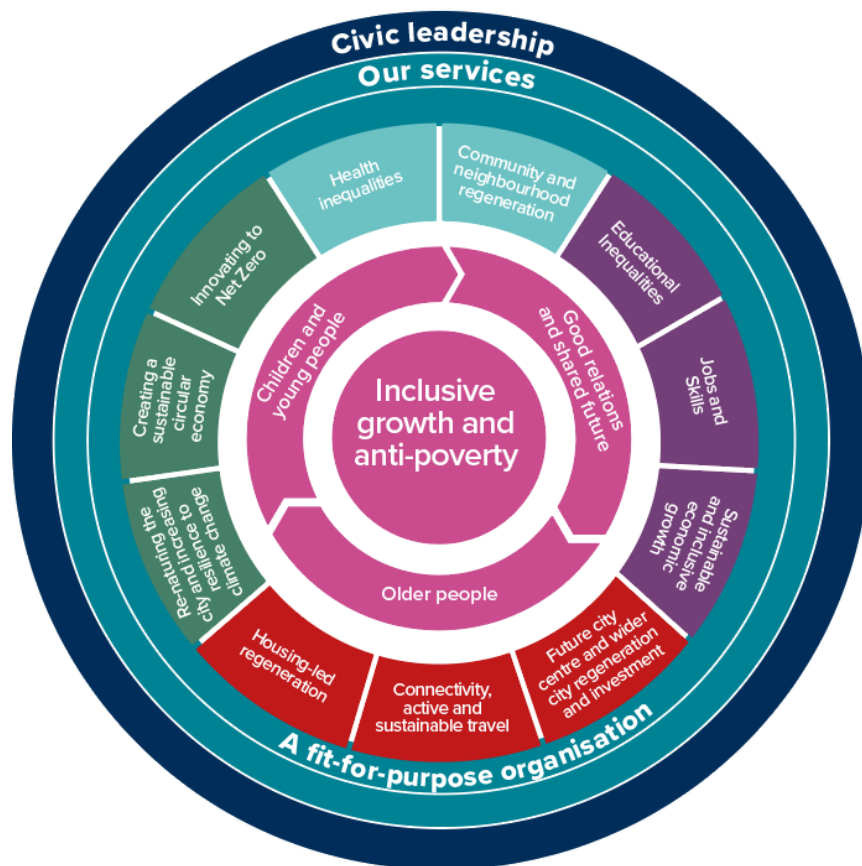 Civic leadership
Our services
Health
inequalities
Community and
neighbourhood
regeneration
Educational
Inequalities
Jobs and
Skills
Sustainable
and inclusive
economic
growth
Future city
centre and wider
city regeneration
and investment
Connectivity,
active and
sustainable travel
Housing-led
regeneration
Re-naturing the
city and increasing
resilience to
climate change
Creating a
sustainable
circular
economy
Innovating to
Net Zero
Children and
young people
Good relations
and shared future
Older people
Inclusive
growth and
anti-poverty
A fit-for-purpose organisation